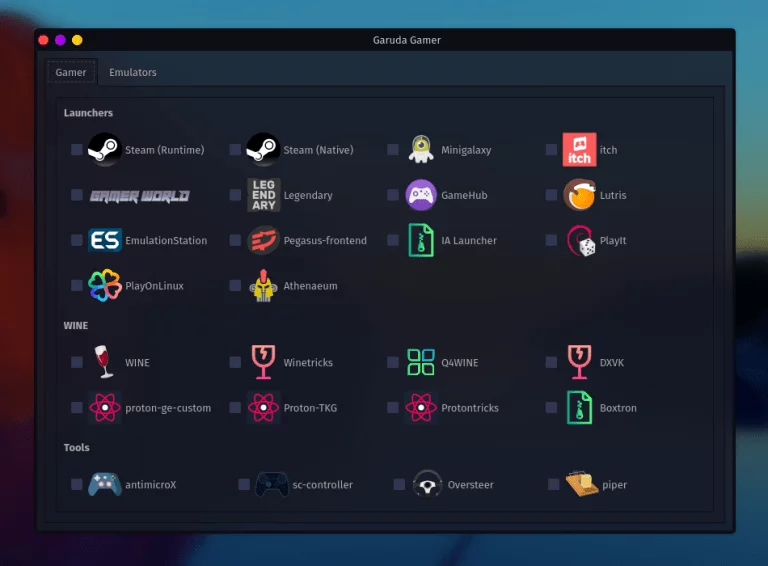 Garuda Gamer
Gamer Emulators
Launchers
Steam (Runtime) Steam (Native) Minigalaxy itch itch
GAMER WORLD LEG END ARY Legendary GameHub Lutris
ES EmulationStation Pegasus-frontend IA Launcher PlayIt
PlayOnLinux Athenaeum
WINE
WINE Winetricks Q4WINE DXVK
proton-ge-custom Proton-TKG Protontricks Boxtron
Tools
antimicroX sc-controller Oversteer piper